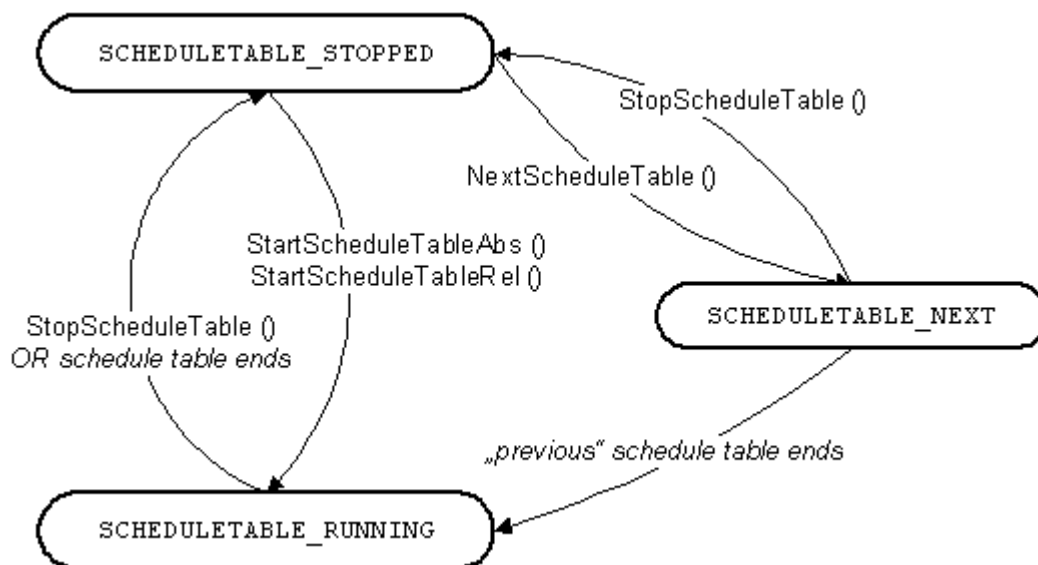 SCHEDULETABLE_STOPPED
StopScheduleTable ()
NextScheduleTable ()
StartScheduleTableAbs ()
StartScheduleTableRel ()
SCHEDULETABLE_NEXT
StopScheduleTable ()
OR schedule table ends
„previous“ schedule table ends
SCHEDULETABLE_RUNNING